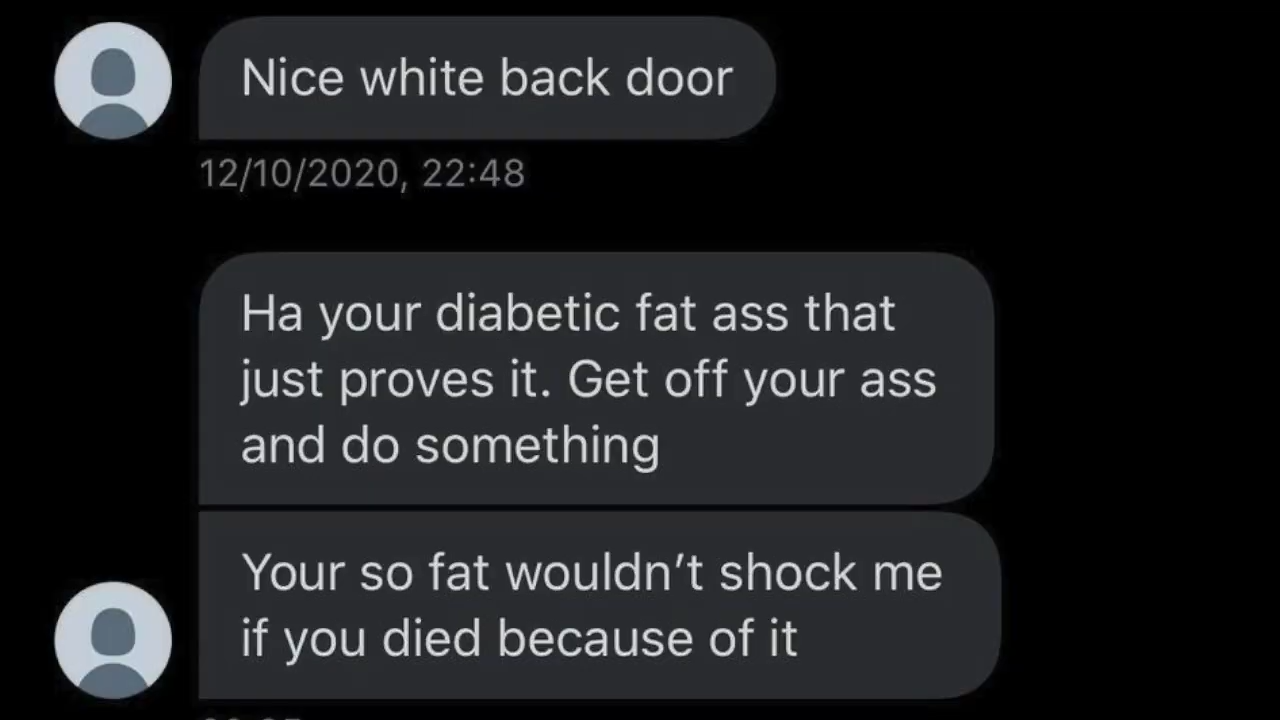 Nice white back door
12/10/2020, 22:48
Ha your diabetic fat ass that
just proves it. Get off your ass
and do something
Your so fat wouldn't shock me
if you died because of it